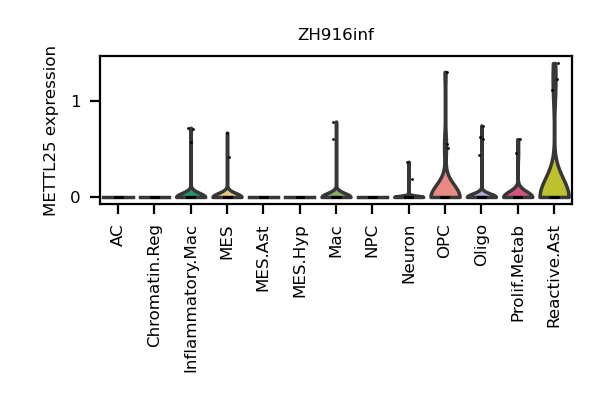 ZH916inf
METTL25 expression
1
0
AC
Chromatin.Reg
Inflammatory.Mac
MES
MES.Ast
MES.Hyp
Mac
NPC
Neuron
OPC
Oligo
Prolif.Metab
Reactive.Ast